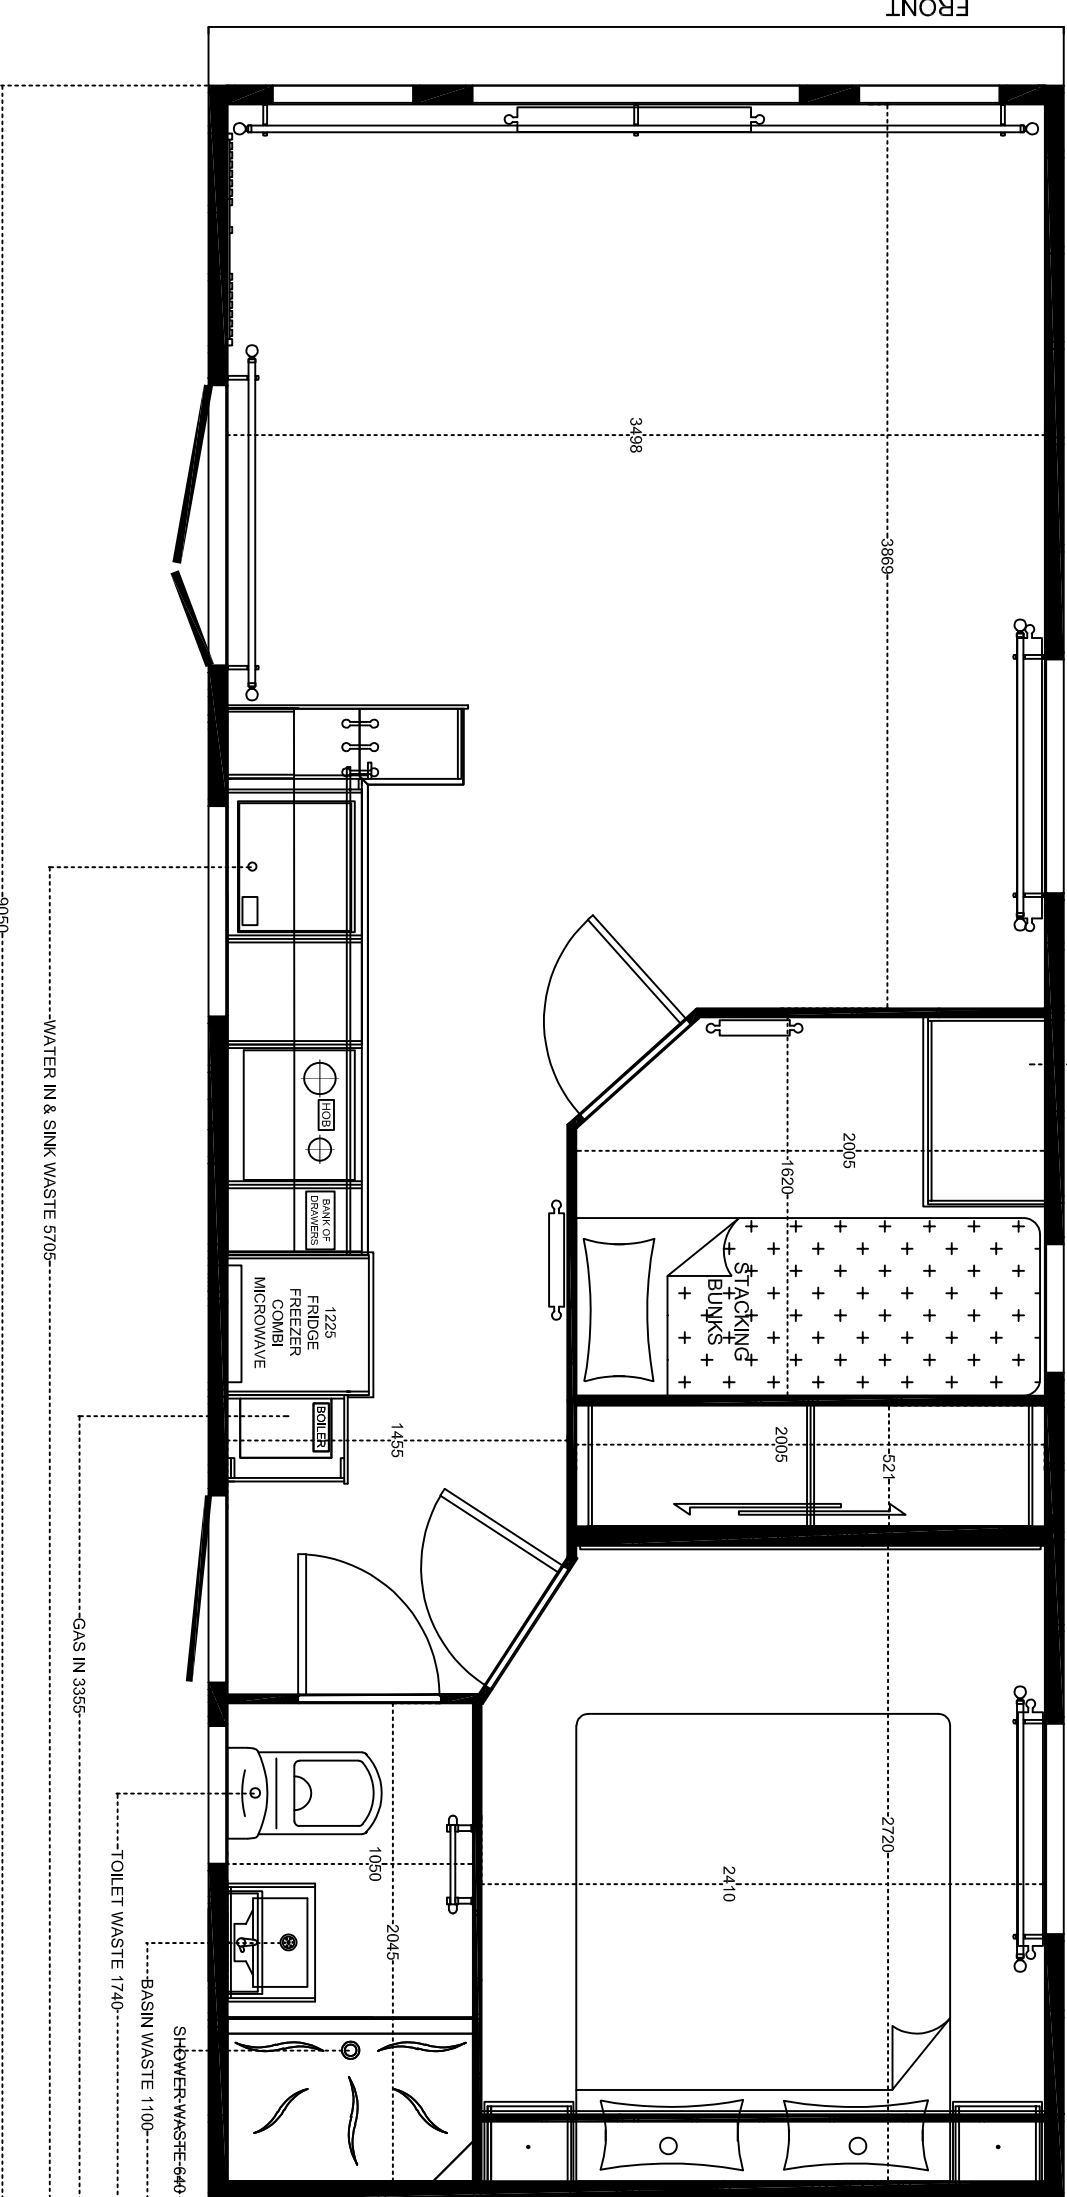 FRONT
3498
3869
9050
WATER IN & SINK WASTE 5705
HOB
BANK OF
DRAWERS
2005
1620
STACKING
BUNKS
1225
FRIDGE
FREEZER
COMBI
MICROWAVE
BOILER
1455
2005
521
GAS IN 3355
2720
2410
1050
2045
TOILET WASTE 1740
BASIN WASTE 1100
SHOWER WASTE 640